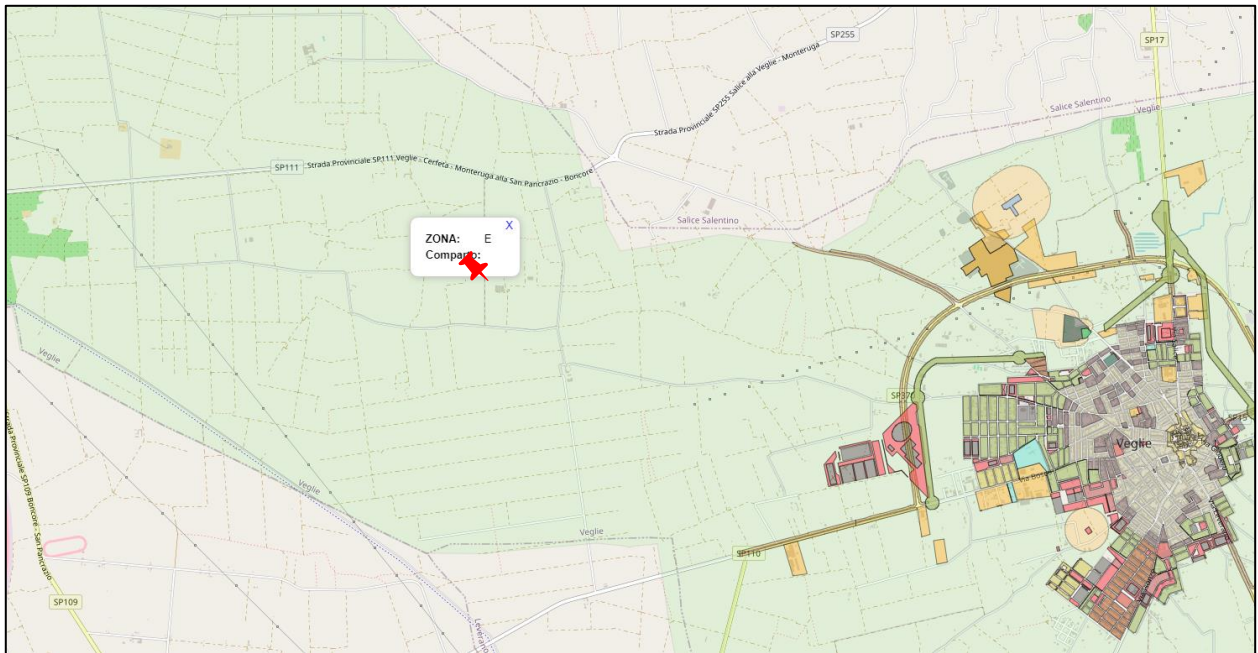 SP255
SP17
Strada Provinciale SP255 Salice alla Veglie - Monteruga
Salice Salentino
Veglie
SP111
Strada Provinciale SP111 Veglie - Cerfeta - Monteruga alla San Pancrazio - Boncore
Salice Salentino
X
ZONA: E
Comparto:
Veglie
SP37
Veglie
Veglie
Strada Provinciale SP109 Boncore - San Pancrazio
Veglie
SP110
SP109
Leverano